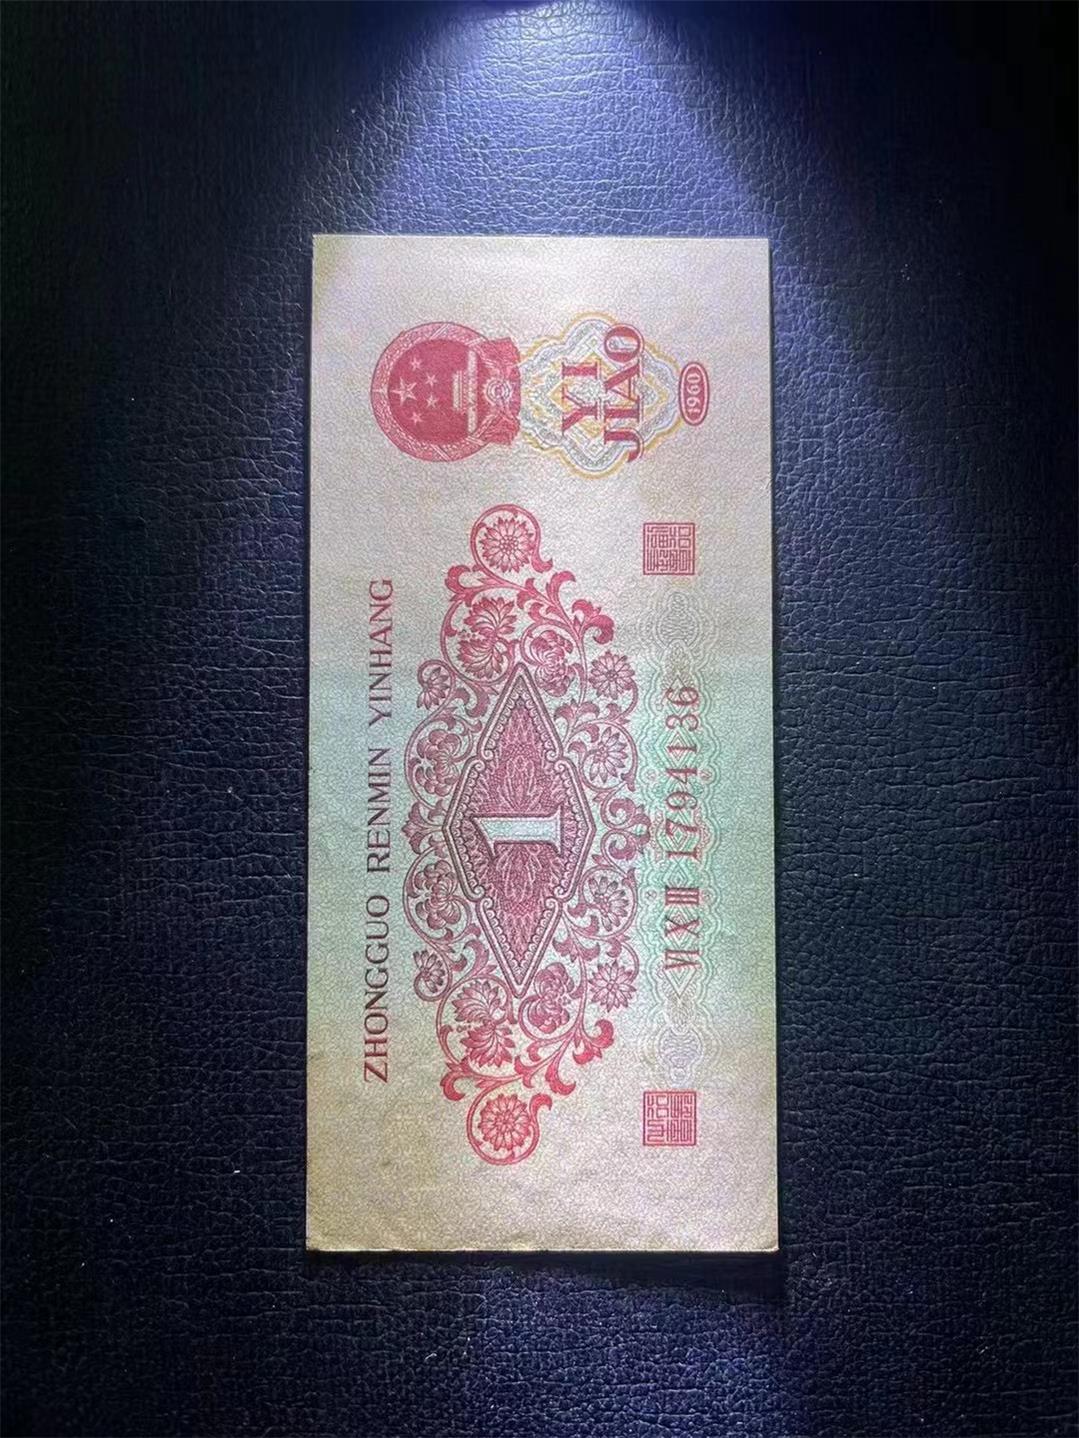 ZHONGGUO RENMIN YINHANG
1
VI X III 1794136
YI
JIAO
1960